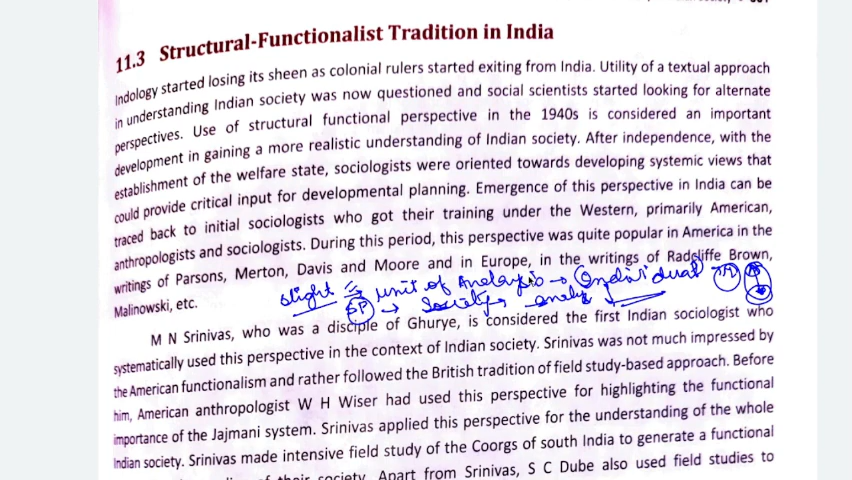 11.3 Structural-Functionalist Tradition in India
Indology started losing its sheen as colonial rulers started exiting from India. Utility of a textual approach
in understanding Indian society was now questioned and social scientists started looking for alternate
perspectives. Use of structural functional perspective in the 1940s is considered an important
development in gaining a more realistic understanding of Indian society. After independence, with the
establishment of the welfare state, sociologists were oriented towards developing systemic views that
could provide critical input for developmental planning. Emergence of this perspective in India can be
traced back to initial sociologists who got their training under the Western, primarily American,
anthropologists and sociologists. During this period, this perspective was quite popular in America in the
writings of Parsons, Merton, Davis and Moore and in Europe, in the writings of Radcliffe Brown,
Malinowski, etc.
slight unit of Analysis → Individual
SP → Society
M N Srinivas, who was a disciple of Ghurye, is considered the first Indian sociologist who
systematically used this perspective in the context of Indian society. Srinivas was not much impressed by
the American functionalism and rather followed the British tradition of field study-based approach. Before
him, American anthropologist W H Wiser had used this perspective for highlighting the functional
importance of the Jajmani system. Srinivas applied this perspective for the understanding of the whole
Indian society. Srinivas made intensive field study of the Coorgs of south India to generate a functional
their society. Apart from Srinivas, S C Dube also used field studies to